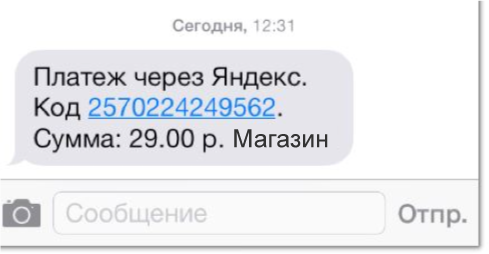 Сегодня, 12:31
Платеж через Яндекс.
Код 2570224249562.
Сумма: 29.00 р. Магазин
Сообщение
Отпр.